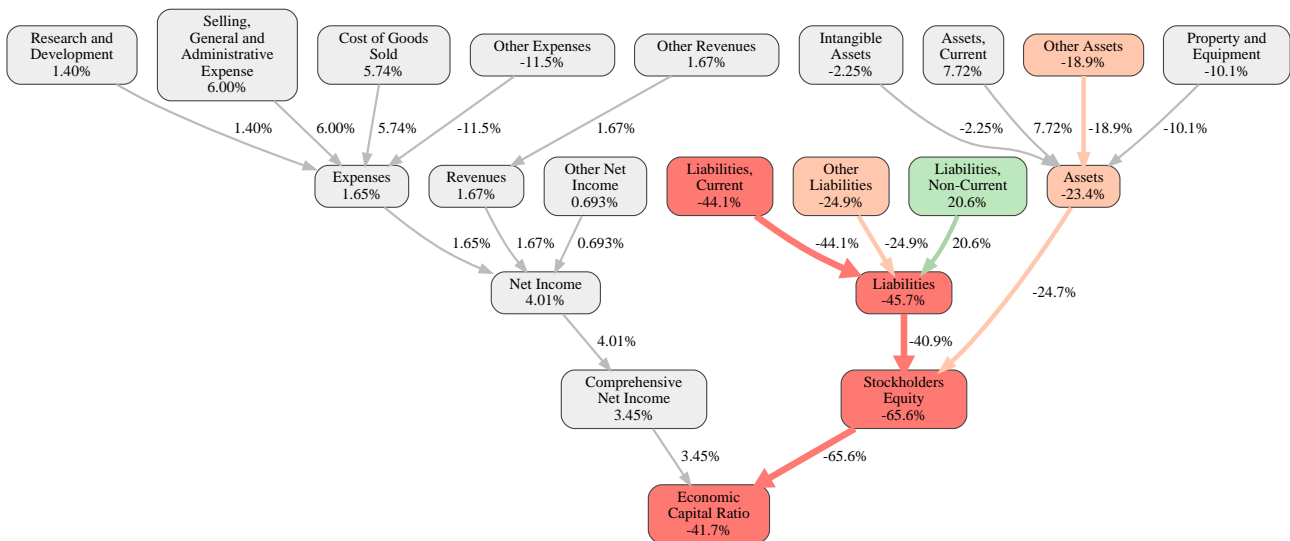 Research and
Development
1.40%
Selling,
General and
Administrative
Expense
6.00%
Cost of Goods
Sold
5.74%
Other Expenses
-11.5%
Other Revenues
1.67%
Intangible
Assets
-2.25%
Assets,
Current
7.72%
Other Assets
-18.9%
Property and
Equipment
-10.1%
1.40%
6.00%
5.74%
-11.5%
1.67%
-2.25%
7.72%
-18.9%
-10.1%
Expenses
1.65%
Revenues
1.67%
Other Net
Income
0.693%
Liabilities,
Current
-44.1%
Other
Liabilities
-24.9%
Liabilities,
Non-Current
20.6%
Assets
-23.4%
1.65%
1.67%
0.693%
-44.1%
-24.9%
20.6%
Net Income
4.01%
Liabilities
-45.7%
-24.7%
4.01%
-40.9%
Comprehensive
Net Income
3.45%
Stockholders
Equity
-65.6%
3.45%
-65.6%
Economic
Capital Ratio
-41.7%